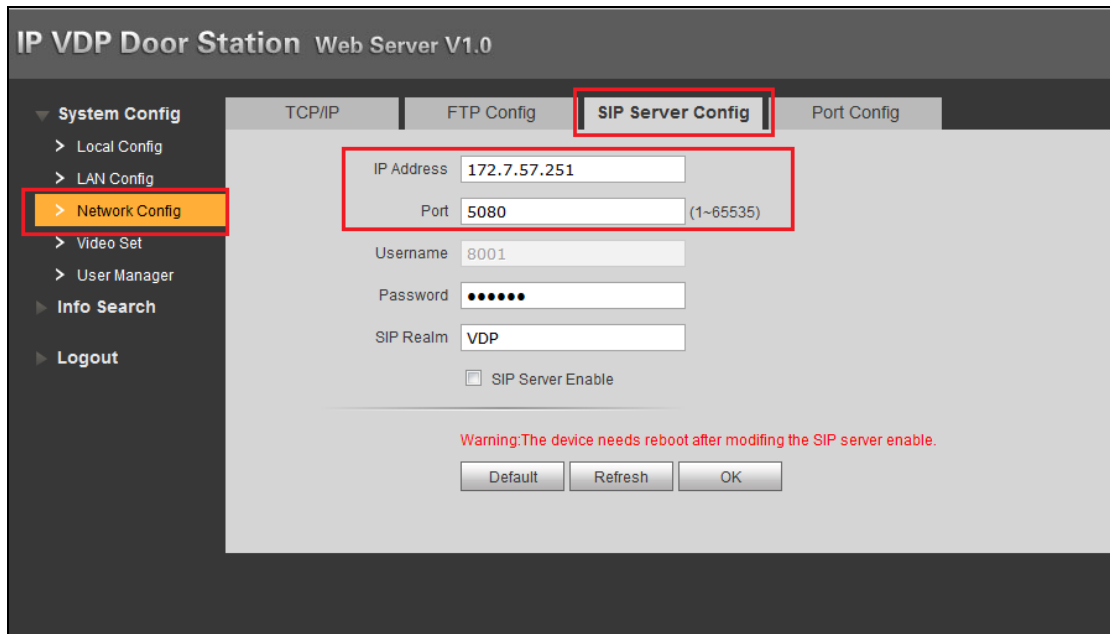 IP VDP Door Station Web Server V1.0
System Config
Local Config
LAN Config
Network Config
Video Set
User Manager
Info Search
Logout
TCP/IP FTP Config SIP Server Config Port Config
IP Address 172.7.57.251
Port 5080 (1~65535)
Username 8001
Password ●●●●●●
SIP Realm VDP
SIP Server Enable
Warning:The device needs reboot after modifing the SIP server enable.
Default Refresh OK